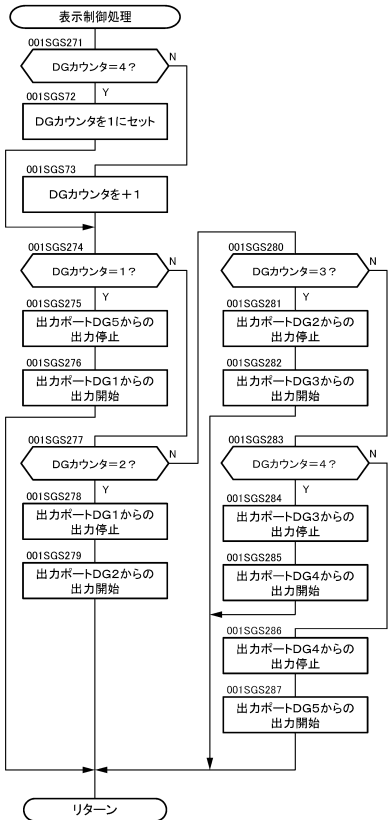 表示制御処理
001SGS271
DGカウンタ=4?
N
Y
001SGS72
DGカウンタを1にセット
001SGS73
DGカウンタを+1
001SGS274
DGカウンタ=1?
N
Y
001SGS275
出力ポートDG5からの
出力停止
001SGS276
出力ポートDG1からの
出力開始
001SGS277
DGカウンタ=2?
N
Y
001SGS278
出力ポートDG1からの
出力停止
001SGS279
出力ポートDG2からの
出力開始
001SGS280
DGカウンタ=3?
N
Y
001SGS281
出力ポートDG2からの
出力停止
001SGS282
出力ポートDG3からの
出力開始
001SGS283
DGカウンタ=4?
N
Y
001SGS284
出力ポートDG3からの
出力停止
001SGS285
出力ポートDG4からの
出力開始
001SGS286
出力ポートDG4からの
出力停止
001SGS287
出力ポートDG5からの
出力開始
リターン